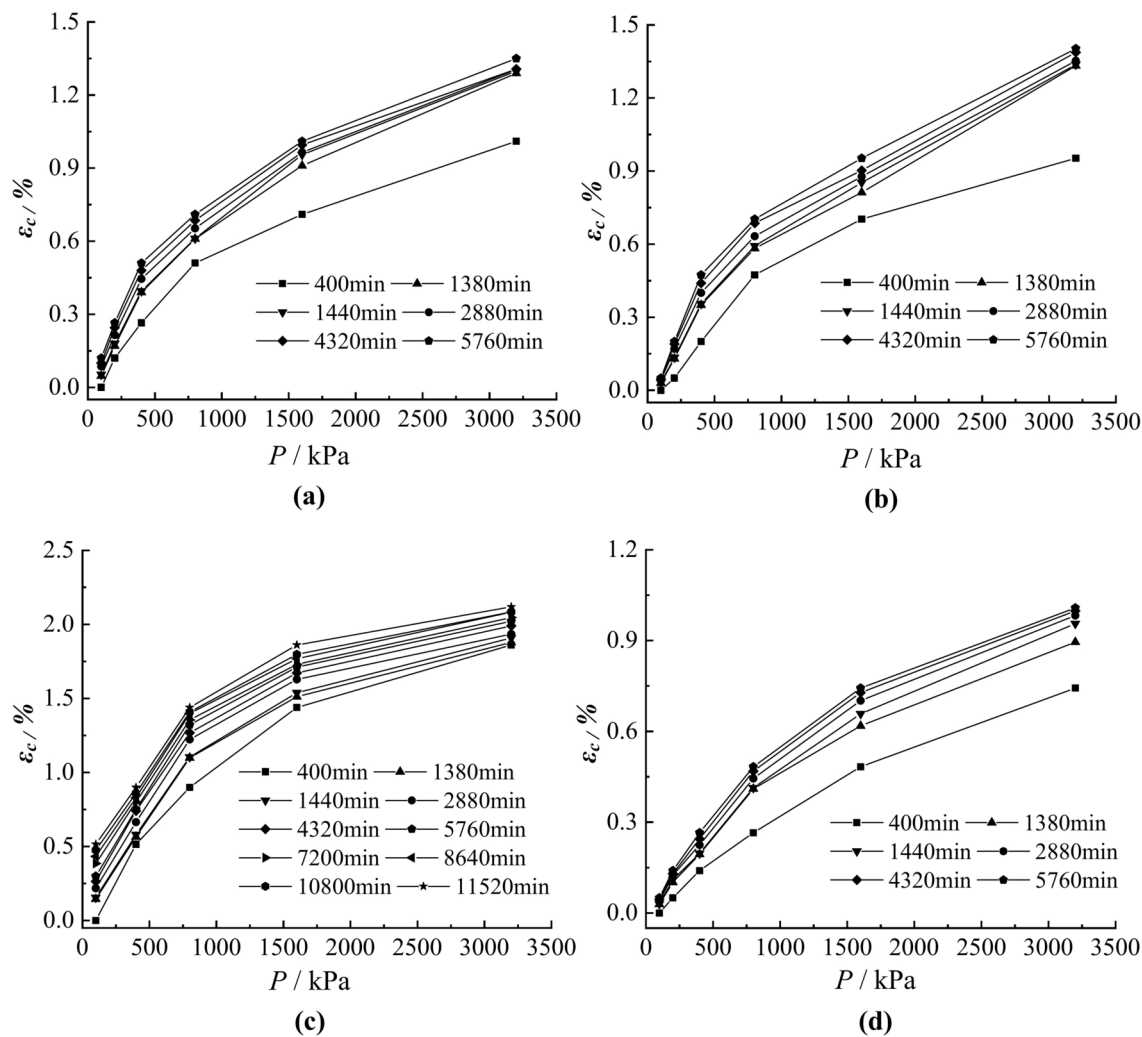 1.5
1.2
0.9
0.6
0.3
0.0
εc / %
400min 1380min
1440min 2880min
4320min 5760min
0 500 1000 1500 2000 2500 3000 3500
P / kPa
(a)
1.5
1.2
0.9
0.6
0.3
0.0
εc / %
400min 1380min
1440min 2880min
4320min 5760min
0 500 1000 1500 2000 2500 3000 3500
P / kPa
(b)
2.5
2.0
1.5
1.0
0.5
0.0
εc / %
400min 1380min
1440min 2880min
4320min 5760min
7200min 8640min
10800min 11520min
0 500 1000 1500 2000 2500 3000 3500
P / kPa
(c)
1.2
0.9
0.6
0.3
0.0
εc / %
400min 1380min
1440min 2880min
4320min 5760min
0 500 1000 1500 2000 2500 3000 3500
P / kPa
(d)